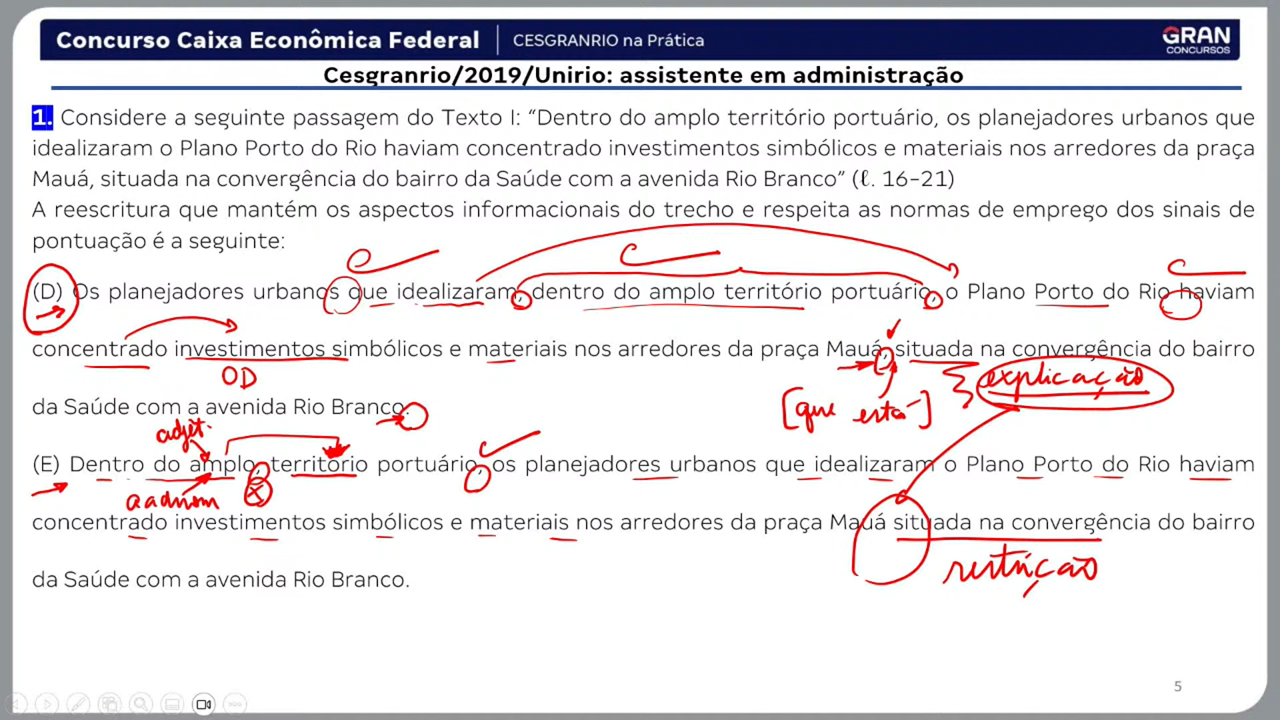 Concurso Caixa Econômica Federal | CESGRANRIO na Prática
GRAN
CONCURSOS
Cesgranrio/2019/Unirio: assistente em administração
1. Considere a seguinte passagem do Texto I: “Dentro do amplo território portuário, os planejadores urbanos que
idealizaram o Plano Porto do Rio haviam concentrado investimentos simbólicos e materiais nos arredores da praça
Mauá, situada na convergência do bairro da Saúde com a avenida Rio Branco” (ℓ. 16-21)
A reescritura que mantém os aspectos informacionais do trecho e respeita as normas de emprego dos sinais de
pontuação é a seguinte:
(D) Os planejadores urbanos que idealizaram, dentro do amplo território portuário, o Plano Porto do Rio haviam
concentrado investimentos simbólicos e materiais nos arredores da praça Mauá, situada na convergência do bairro
OD
explicação
[que está]
da Saúde com a avenida Rio Branco.
adjet.
(E) Dentro do amplo, território portuário, os planejadores urbanos que idealizaram o Plano Porto do Rio haviam
aadnom
concentrado investimentos simbólicos e materiais nos arredores da praça Mauá situada na convergência do bairro
restrição
da Saúde com a avenida Rio Branco.
5